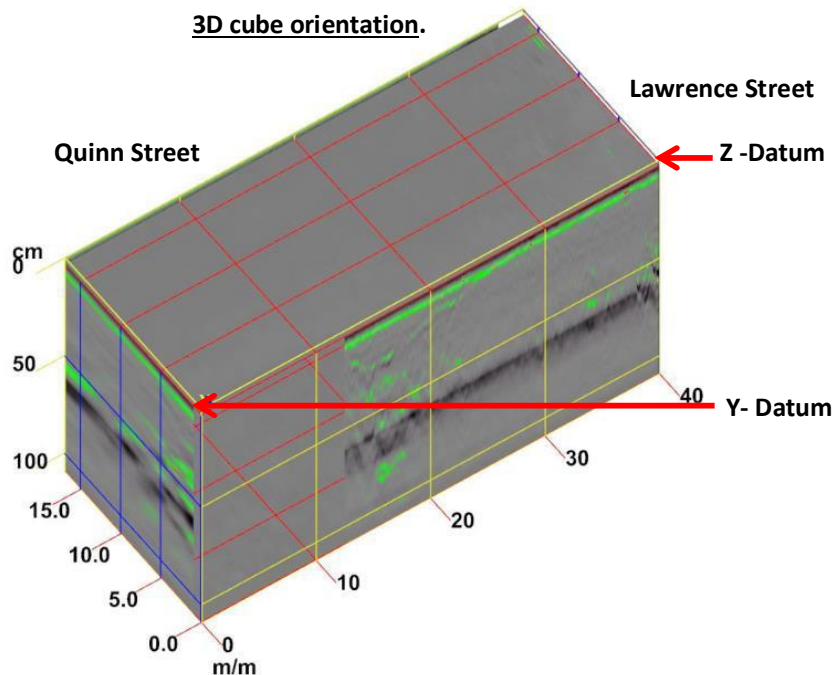 3D cube orientation.
Lawrence Street
Quinn Street
Z -Datum
cm
0
50
100
15.0
10.0
5.0
0.0
0
m/m
10
20
30
40
Y- Datum